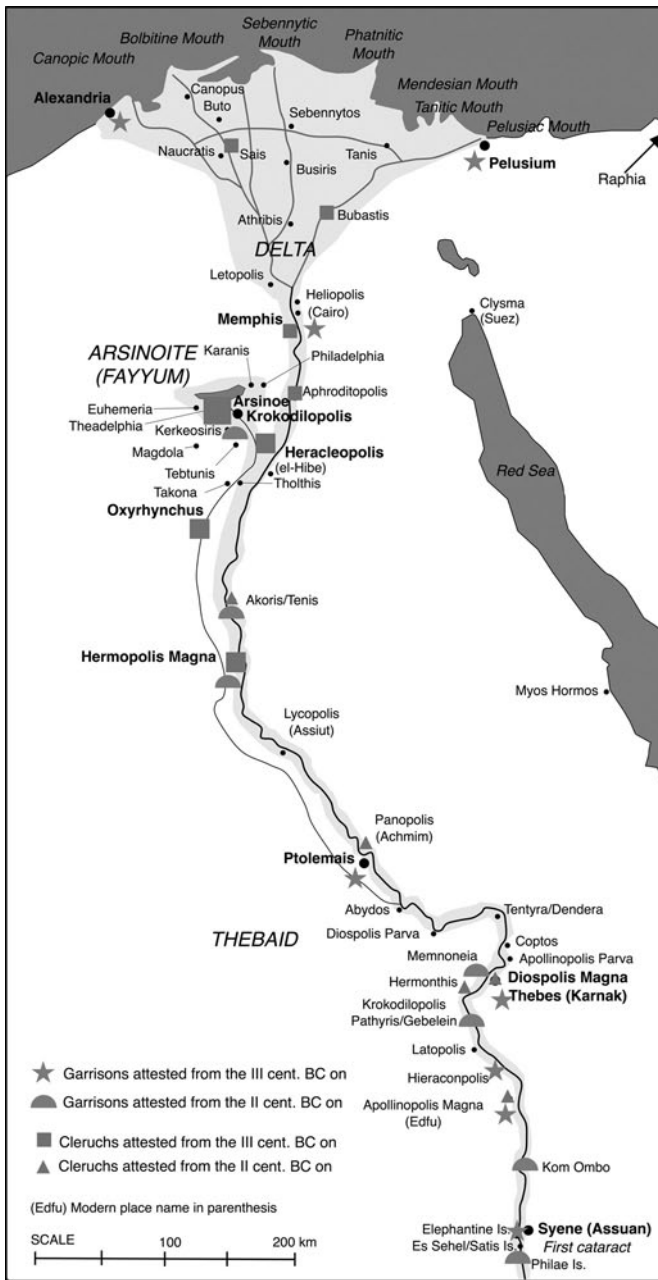 Canopic Mouth
Bolbitine Mouth
Sebennytic
Mouth
Phatnitic
Mouth
Mendesian Mouth
Tanitic Mouth
Pelusiac Mouth
Alexandria
Canopus
Buto
Sebennytos
Naucratis
Sais
Busiris
Tanis
Pelusium
Raphia
Athribis
Bubastis
DELTA
Letopolis
Heliopolis
(Cairo)
Clysma
(Suez)
Memphis
ARSINOITE
(FAYYUM)
Karanis
Philadelphia
Aphroditopolis
Euhemeria
Theadelphia
Arsinoe
Krokodilopolis
Kerkeosiris
Magdola
Heracleopolis
(el-Hibe)
Tebtunis
Takona
Tholthis
Red Sea
Oxyrhynchus
Akoris/Tenis
Hermopolis Magna
Myos Hormos
Lycopolis
(Assiut)
Panopolis
(Achmim)
Ptolemais
Abydos
Tentyra/Dendera
Diospolis Parva
THEBAID
Coptos
Memnoneia
Apollinopolis Parva
Hermonthis
Diospolis Magna
Thebes (Karnak)
Krokodilopolis
Pathyris/Gebelein
Latopolis
Hieraconpolis
Apollinopolis Magna
(Edfu)
Kom Ombo
Elephantine Is.
Syene (Assuan)
Es Sehel/Satis Is.
First cataract
Philae Is.
Garrisons attested from the III cent. BC on
Garrisons attested from the II cent. BC on
Cleruchs attested from the III cent. BC on
Cleruchs attested from the II cent. BC on
(Edfu) Modern place name in parenthesis
SCALE 100 200 km